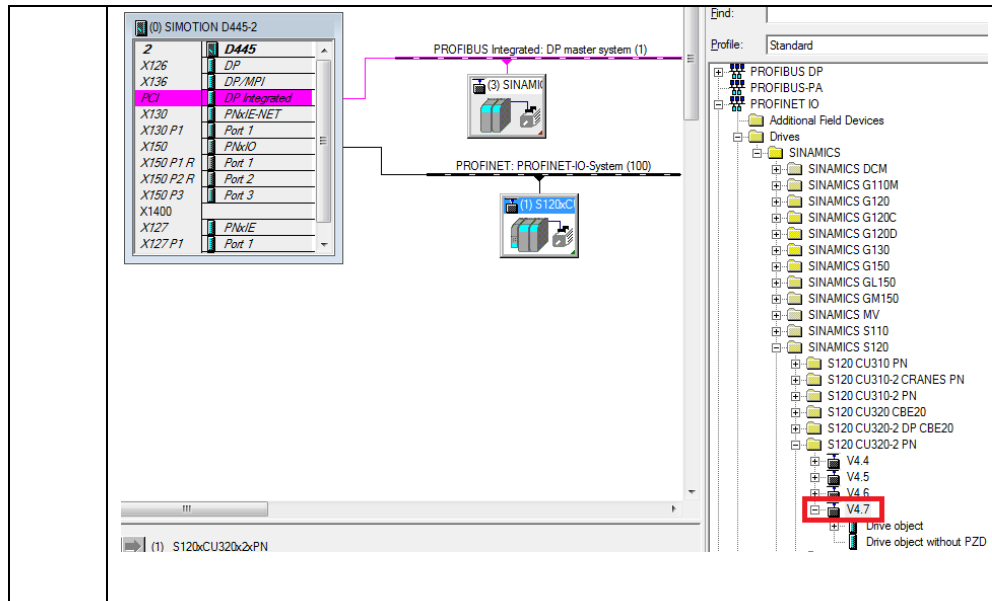 (0) SIMOTION D445-2
2 D445
X126 DP
X136 DP/MPI
PCI DP Integrated
X130 PNxIE-NET
X130 P1 Port 1
X150 PNxIO
X150 P1 R Port 1
X150 P2 R Port 2
X150 P3 Port 3
X1400
X127 PNxIE
X127 P1 Port 1
PROFIBUS Integrated: DP master system (1)
(3) SINAMI
PROFINET: PROFINET-IO-System (100)
(1) S120xC
(1) S120xCU320x2xPN
Find:
Profile: Standard
PROFIBUS DP
PROFIBUS-PA
PROFINET IO
Additional Field Devices
Drives
SINAMICS
SINAMICS DCM
SINAMICS G110M
SINAMICS G120
SINAMICS G120C
SINAMICS G120D
SINAMICS G130
SINAMICS G150
SINAMICS GL150
SINAMICS GM150
SINAMICS MV
SINAMICS S110
SINAMICS S120
S120 CU310 PN
S120 CU310-2 CRANES PN
S120 CU310-2 PN
S120 CU320 CBE20
S120 CU320-2 DP CBE20
S120 CU320-2 PN
V4.4
V4.5
V4.6
V4.7
Drive object
Drive object without PZD